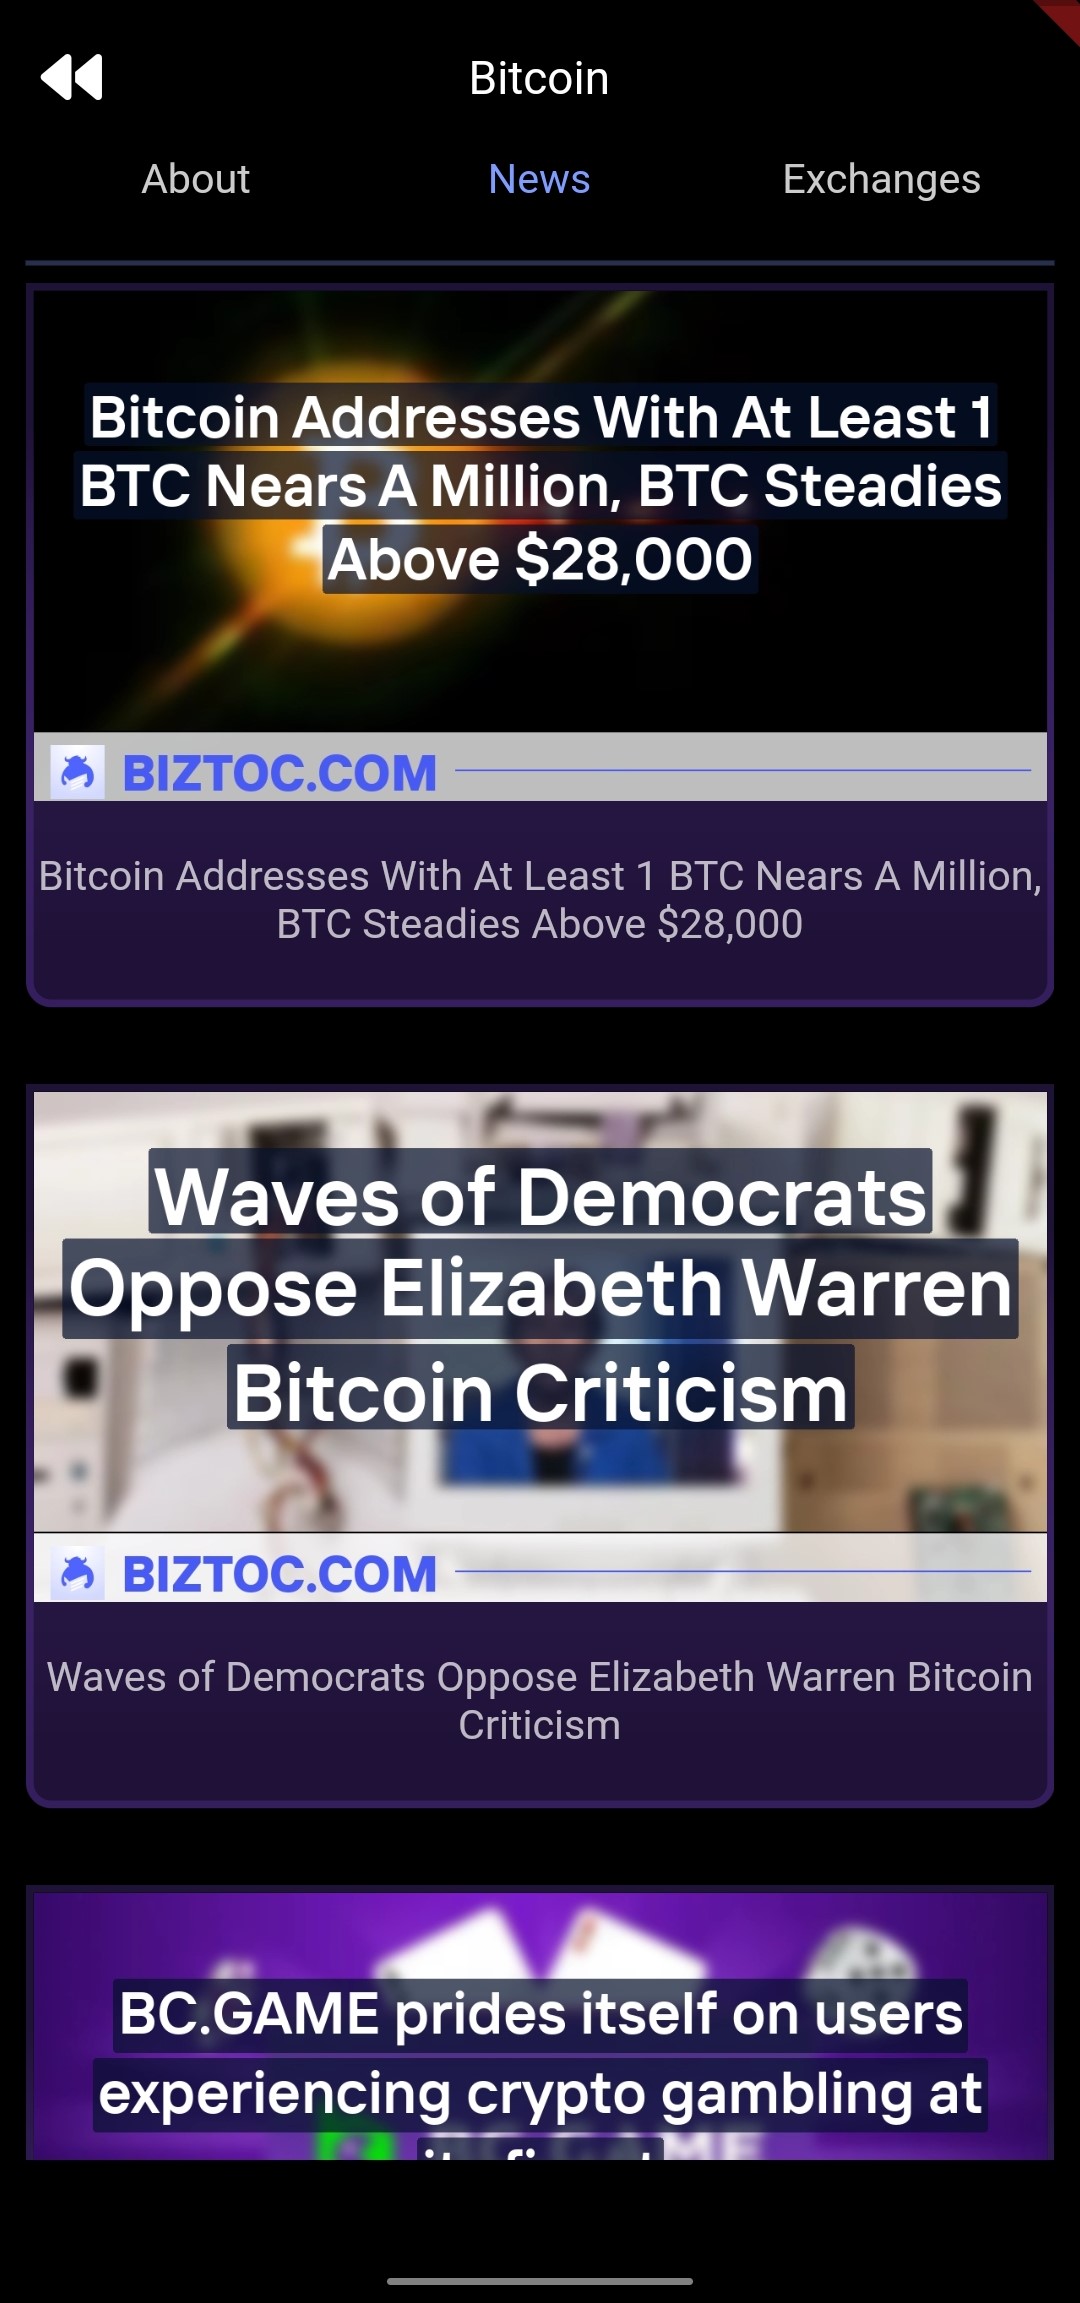 Bitcoin
About
News
Exchanges
Bitcoin Addresses With At Least 1
BTC Nears A Million, BTC Steadies
Above $28,000
BIZTOC.COM
Bitcoin Addresses With At Least 1 BTC Nears A Million,
BTC Steadies Above $28,000
Waves of Democrats
Oppose Elizabeth Warren
Bitcoin Criticism
BIZTOC.COM
Waves of Democrats Oppose Elizabeth Warren Bitcoin
Criticism
BC.GAME prides itself on users
experiencing crypto gambling at